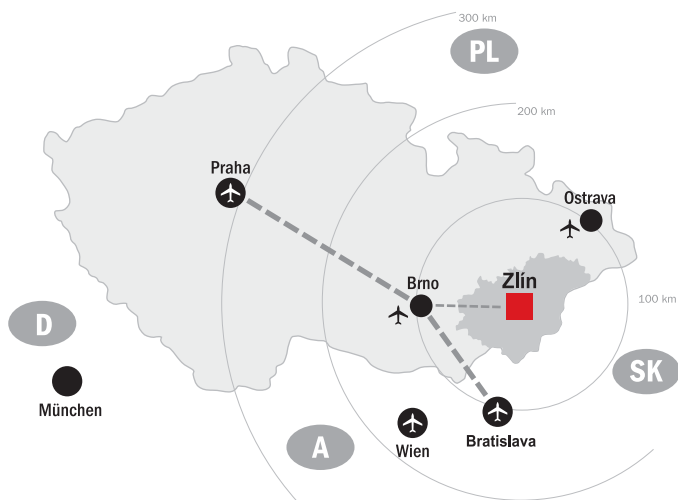 300 km
PL
200 km
Praha
Ostrava
Zlín
Brno
100 km
D
SK
München
A
Wien
Bratislava